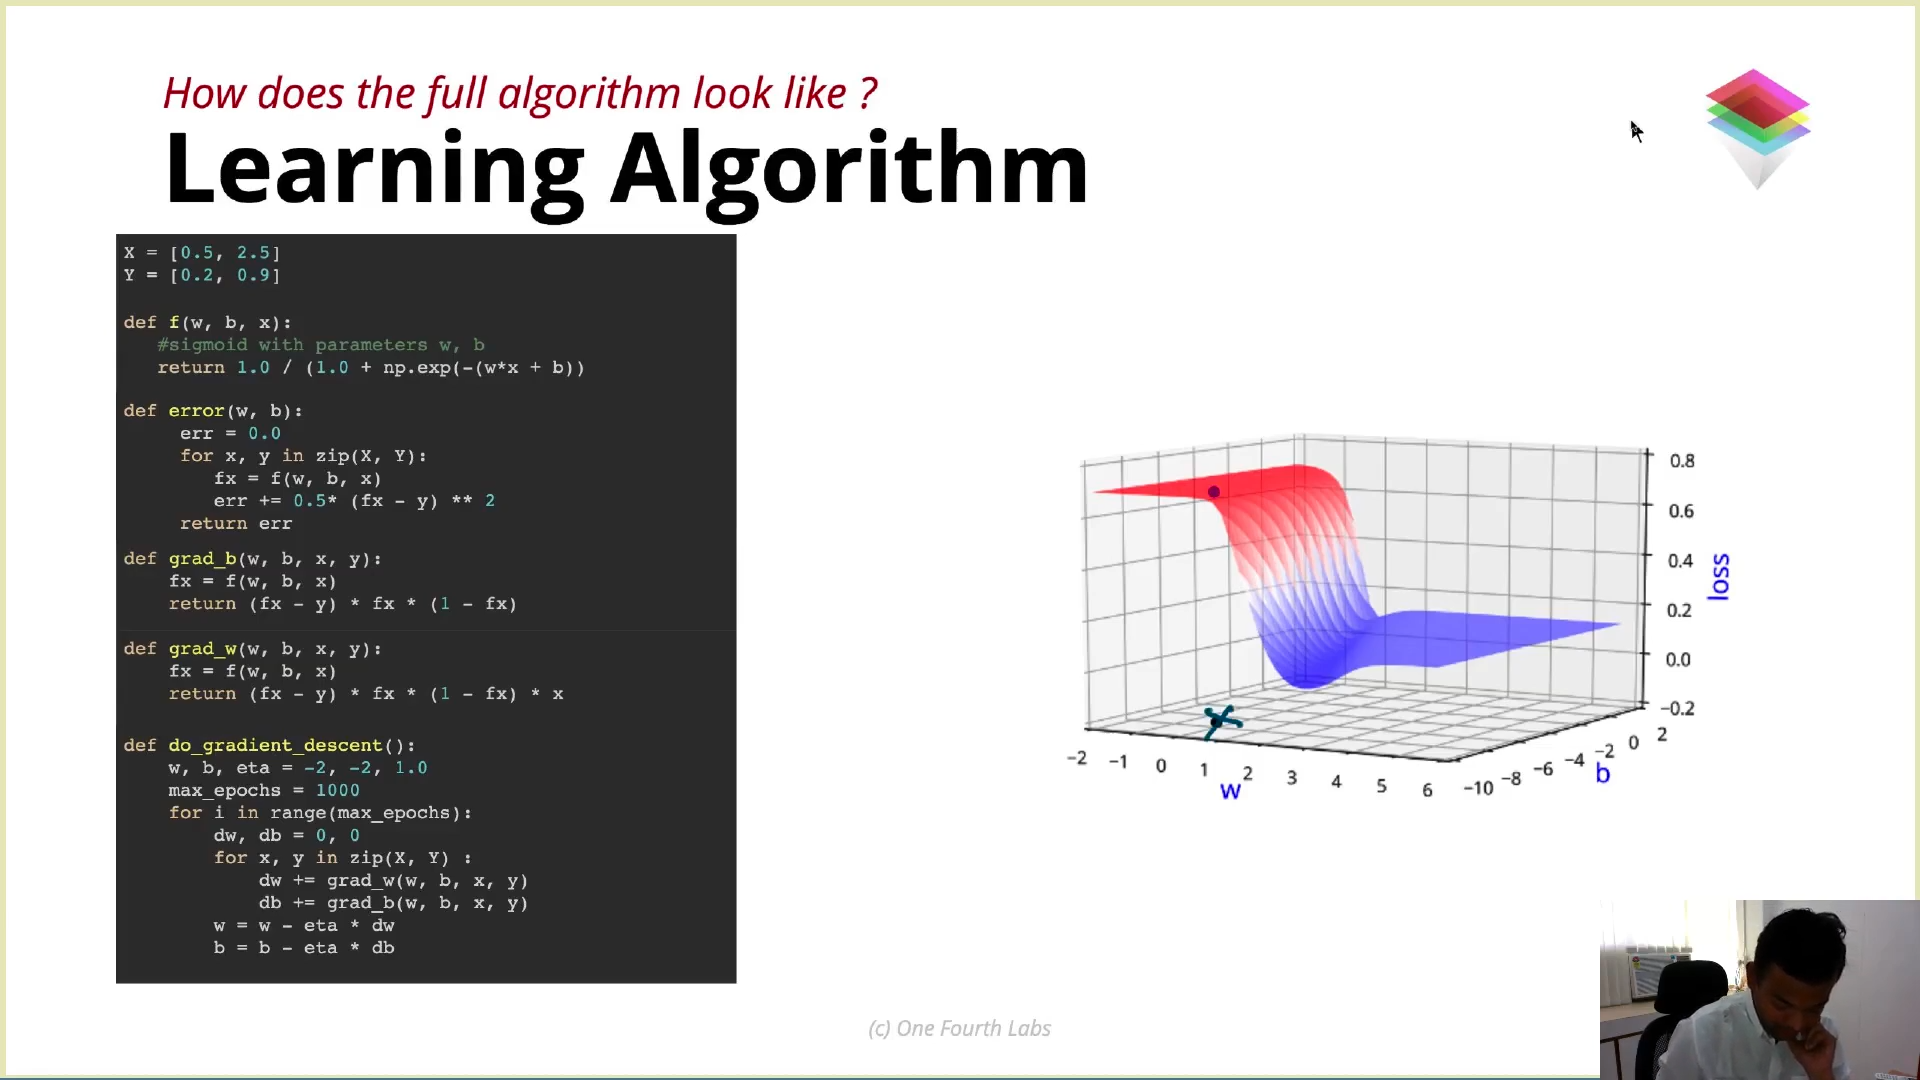 How does the full algorithm look like ?
Learning Algorithm
X = [0.5, 2.5]
Y = [0.2, 0.9]
def f(w, b, x):
#sigmoid with parameters w, b
return 1.0 / (1.0 + np.exp(-(w*x + b))
def error(w, b):
err = 0.0
for x, y in zip(X, Y):
fx = f(w, b, x)
err += 0.5* (fx - y) ** 2
return err
def grad_b(w, b, x, y):
fx = f(w, b, x)
return (fx - y) * fx * (1 - fx)
def grad_w(w, b, x, y):
fx = f(w, b, x)
return (fx - y) * fx * (1 - fx) * x
def do_gradient_descent():
w, b, eta = -2, -2, 1.0
max_epochs = 1000
for i in range(max_epochs):
dw, db = 0, 0
for x, y in zip(X, Y) :
dw += grad_w(w, b, x, y)
db += grad_b(w, b, x, y)
w = w - eta * dw
b = b - eta * db
0.8
0.6
0.4
0.2
0.0
−0.2
loss
−2 −1 0 1 2 3 4 5 6
w
−10 −8 −6 −4 −2 0 2
b
(c) One Fourth Labs